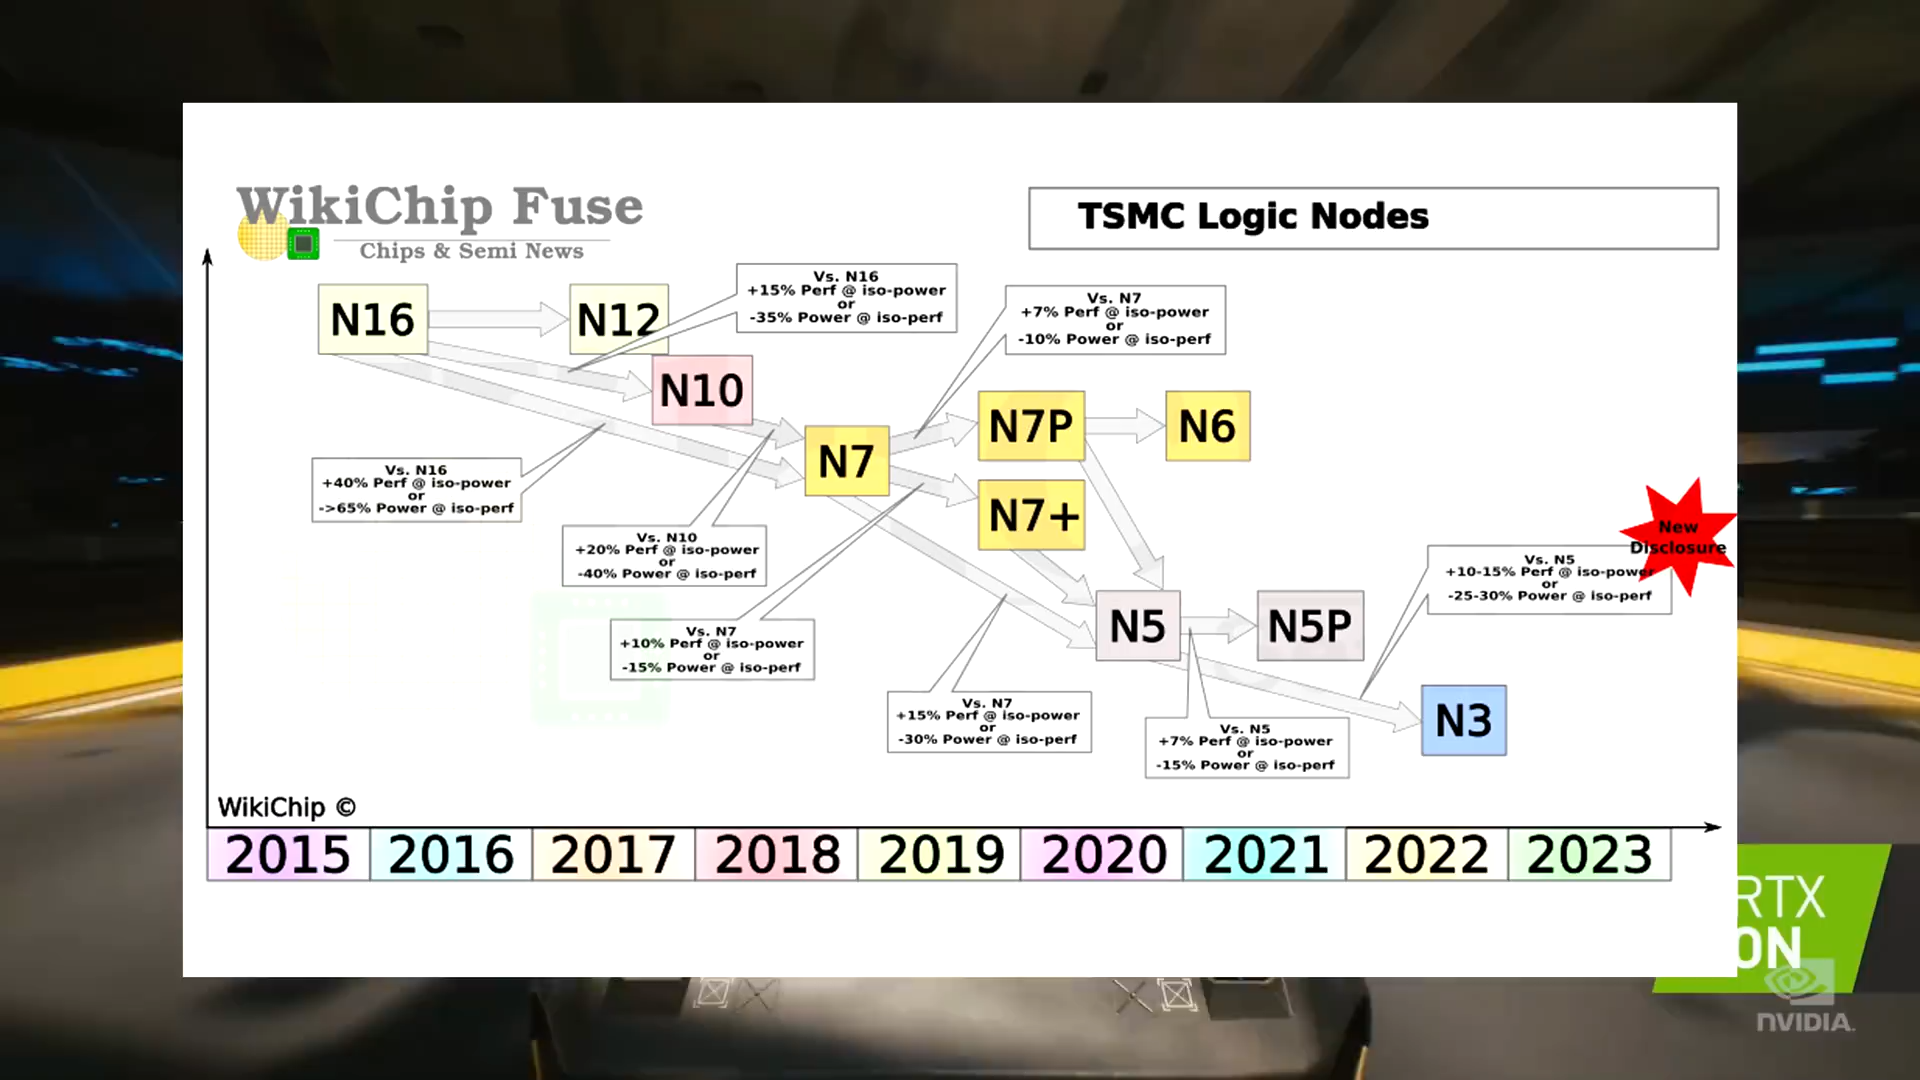 WikiChip Fuse
Chips & Semi News
TSMC Logic Nodes
N16
N12
Vs. N16
+15% Perf @ iso-power
or
-35% Power @ iso-perf
Vs. N7
+7% Perf @ iso-power
or
-10% Power @ iso-perf
N10
N7P
N6
N7
Vs. N16
+40% Perf @ iso-power
or
->65% Power @ iso-perf
N7+
New
Disclosure
Vs. N10
+20% Perf @ iso-power
or
-40% Power @ iso-perf
Vs. N5
+10-15% Perf @ iso-power
or
-25-30% Power @ iso-perf
N5
N5P
Vs. N7
+10% Perf @ iso-power
or
-15% Power @ iso-perf
Vs. N7
+15% Perf @ iso-power
or
-30% Power @ iso-perf
Vs. N5
+7% Perf @ iso-power
or
-15% Power @ iso-perf
N3
WikiChip ©
2015 2016 2017 2018 2019 2020 2021 2022 2023
RTX
ON
NVIDIA.